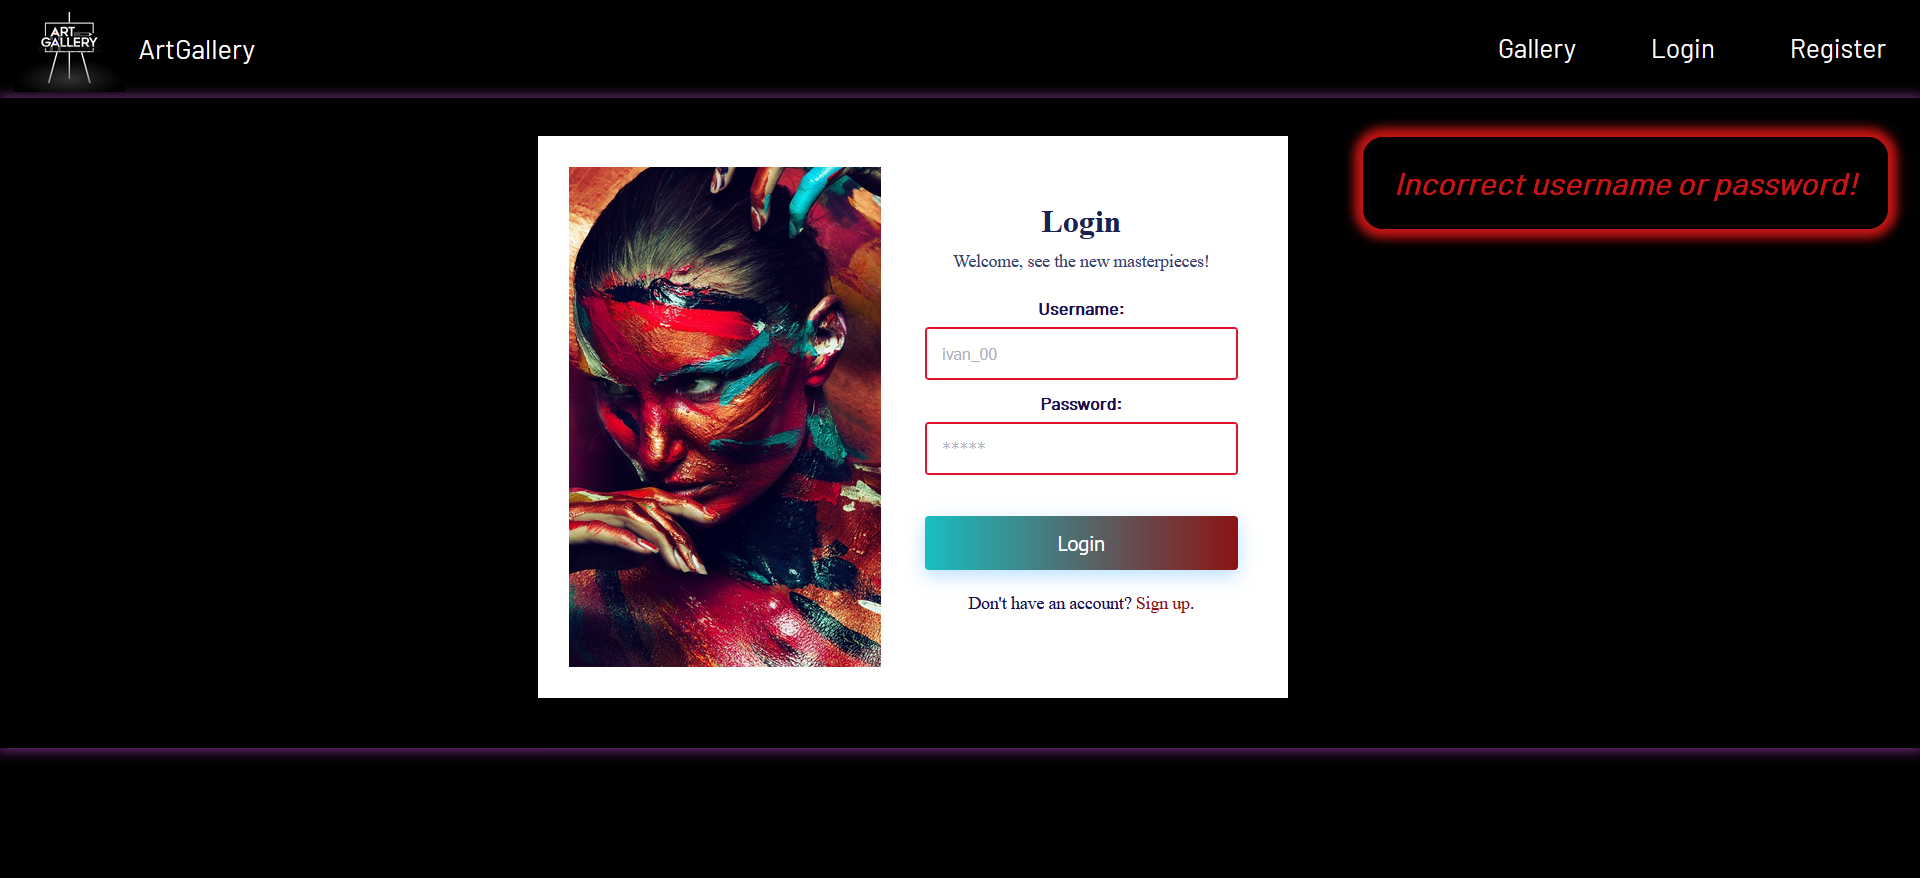 ART
GALLERY
ArtGallery
Gallery
Login
Register
Incorrect username or password!
Login
Welcome, see the new masterpieces!
Username:
ivan_00
Password:
*****
Login
Don't have an account? Sign up.